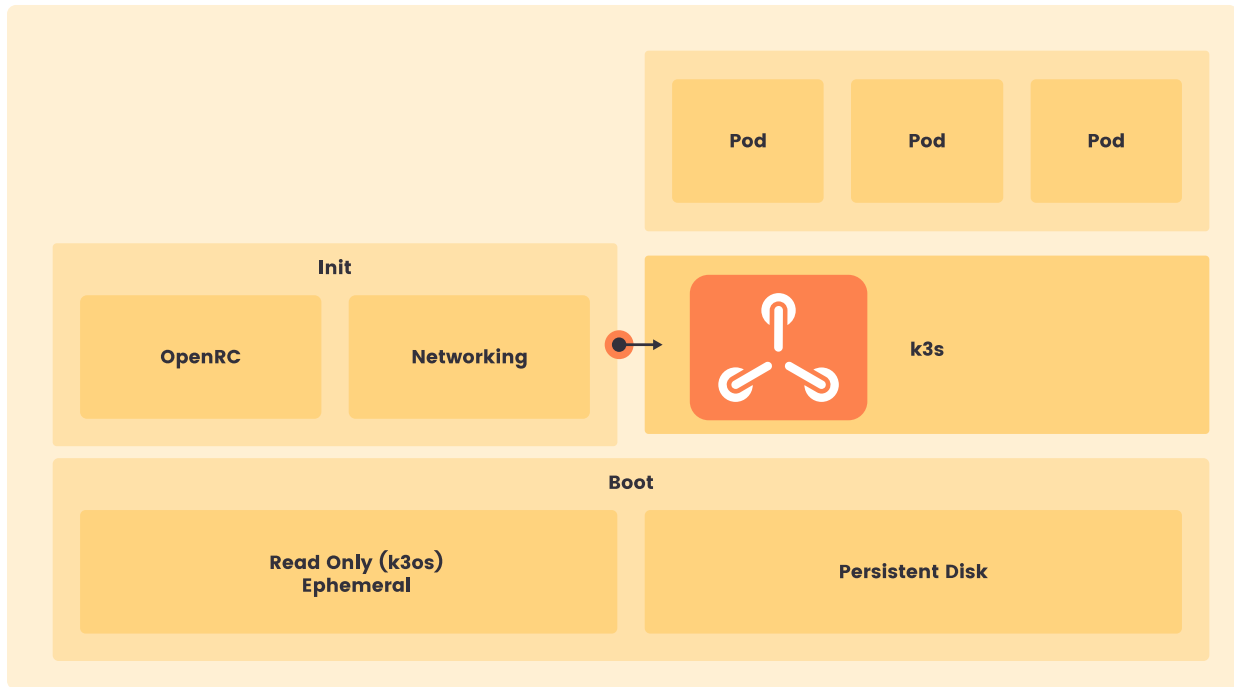 Pod
Pod
Pod
Init
OpenRC
Networking
k3s
Boot
Read Only (k3os)
Ephemeral
Persistent Disk